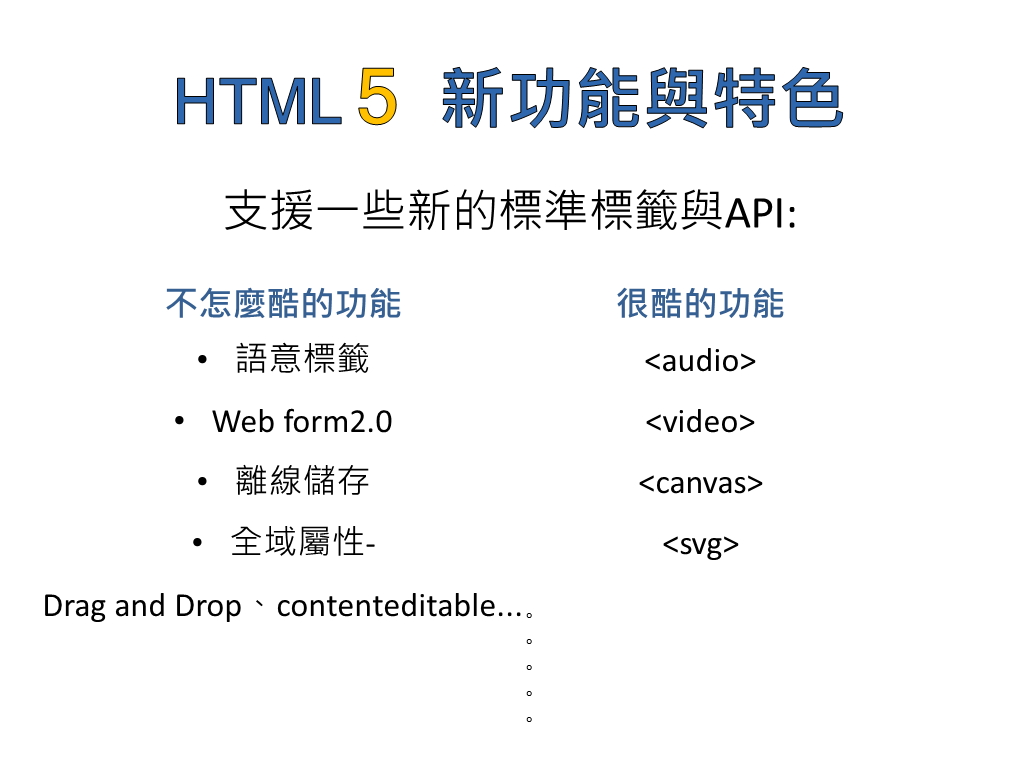 HTML 5 新功能與特色
支援一些新的標準標籤與API:
不怎麼酷的功能
• 語意標籤
• Web form2.0
• 離線儲存
• 全域屬性-
Drag and Drop、contenteditable...。
。
。
。
。
很酷的功能
<audio>
<video>
<canvas>
<svg>